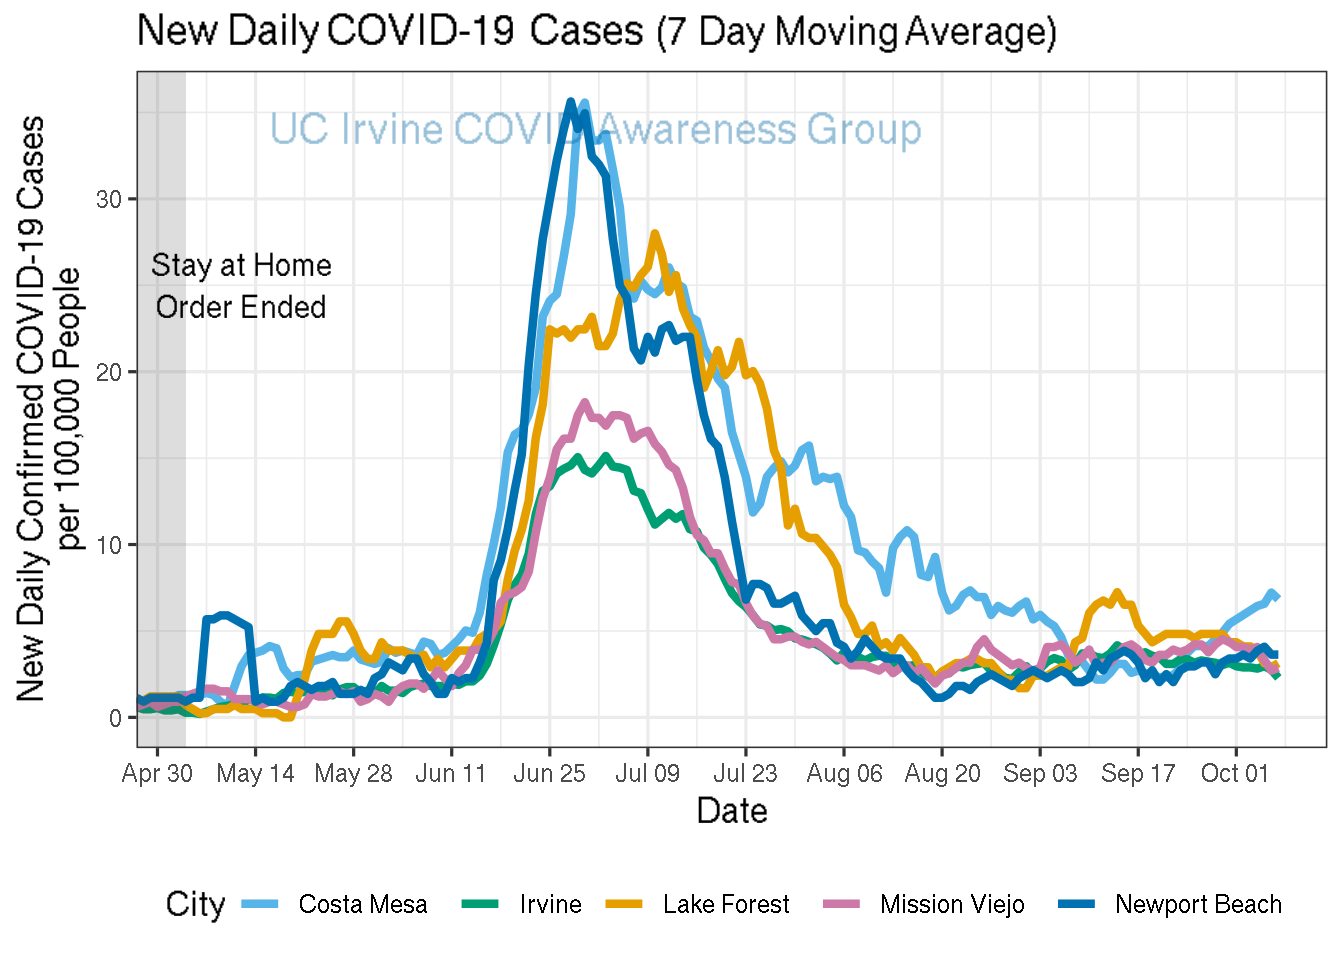 New Daily COVID-19 Cases (7 Day Moving Average)
UC Irvine COVID Awareness Group
Stay at Home
Order Ended
New Daily Confirmed COVID-19 Cases
per 100,000 People
30
20
10
0
Apr 30 May 14 May 28 Jun 11 Jun 25 Jul 09 Jul 23 Aug 06 Aug 20 Sep 03 Sep 17 Oct 01
Date
City Costa Mesa Irvine Lake Forest Mission Viejo Newport Beach